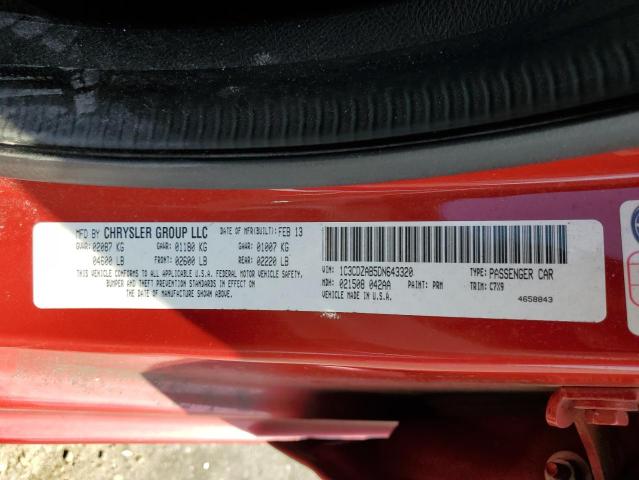 MFD BY CHRYSLER GROUP LLC DATE OF MFR(BUILT): FEB 13
GVWR: 02087 KG GAWR: 01180 KG GAWR: 01007 KG
04600 LB FRONT: 02600 LB REAR: 02220 LB
THIS VEHICLE CONFORMS TO ALL APPLICABLE U.S.A. FEDERAL MOTOR VEHICLE SAFETY,
BUMPER AND THEFT PREVENTION STANDARDS IN EFFECT ON
THE DATE OF MANUFACTURE SHOWN ABOVE.
VIN: 1C3CDZAB5DN643320 TYPE: PASSENGER CAR
MDH: 021508 042AA PAINT: PRM TRIM: C7X9
VEHICLE MADE IN U.S.A.
4658843